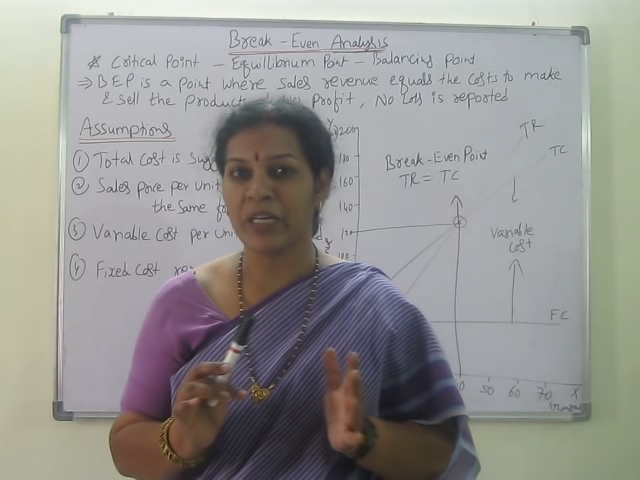 Break-Even Analysis
* Critical Point - Equillibrium Point - Balancing Point
⇒ BEP is a point where Sales revenue equals the costs to make
& sell the Product Profit, No Loss is reported
Assumptions
① Total Cost is
② Sales price per Unit
the same
③ Variable Cost per uni
④ Fixed Cost
Y
200
180
160
140
120
100
Break-Even Point
TR = TC
TR
TC
Variable
Cost
FC
50 60 70 X